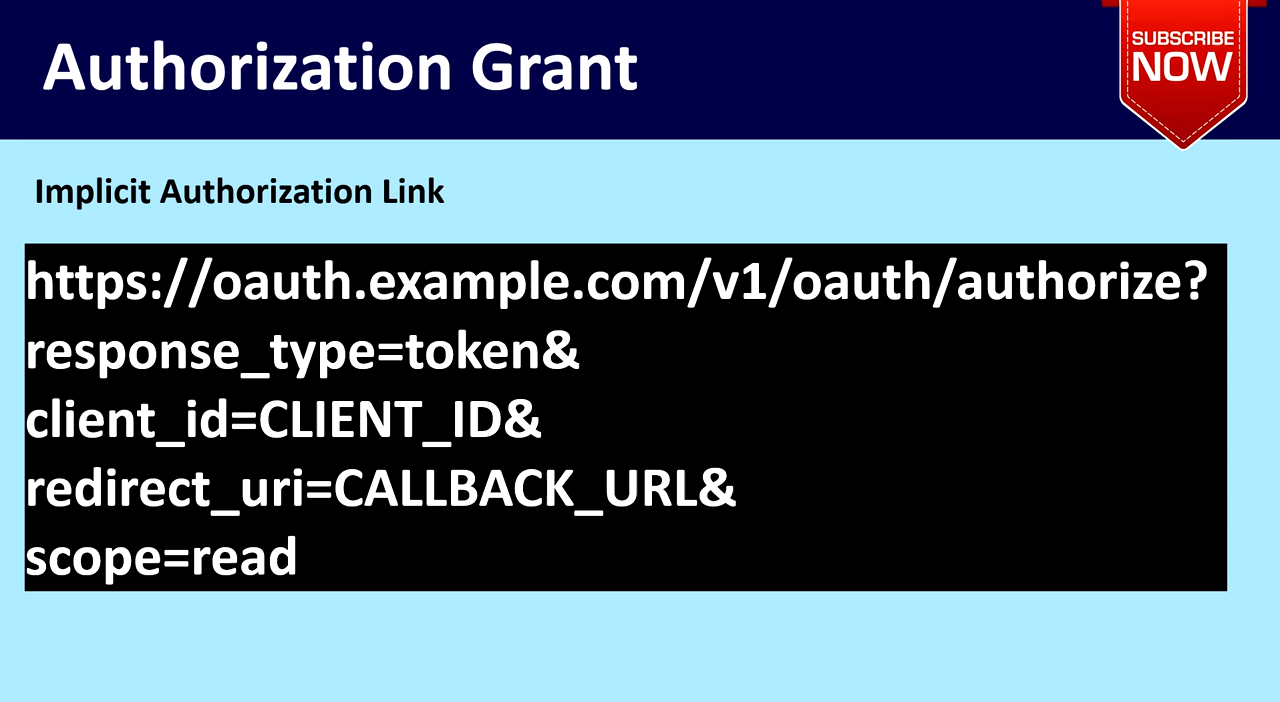 Authorization Grant
SUBSCRIBE
NOW
Implicit Authorization Link
https://oauth.example.com/v1/oauth/authorize?
response_type=token&
client_id=CLIENT_ID&
redirect_uri=CALLBACK_URL&
scope=read